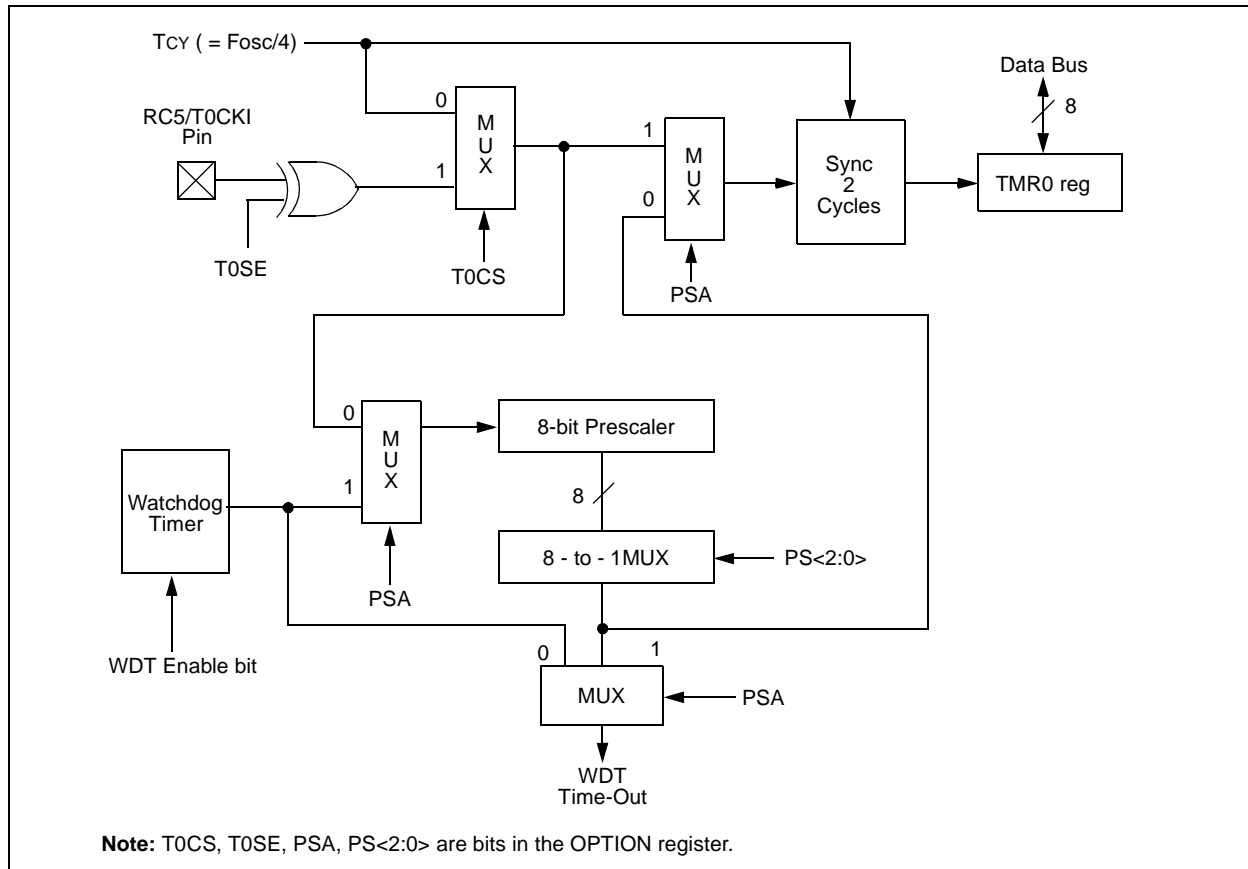 TCY ( = Fosc/4)
Data Bus
8
RC5/T0CKI
Pin
0
1
M
U
X
T0SE
T0CS
1
0
M
U
X
PSA
Sync
2
Cycles
TMR0 reg
0
1
M
U
X
PSA
8-bit Prescaler
8
8 - to - 1MUX
PS<2:0>
Watchdog
Timer
WDT Enable bit
0
1
MUX
PSA
WDT
Time-Out
Note: T0CS, T0SE, PSA, PS<2:0> are bits in the OPTION register.